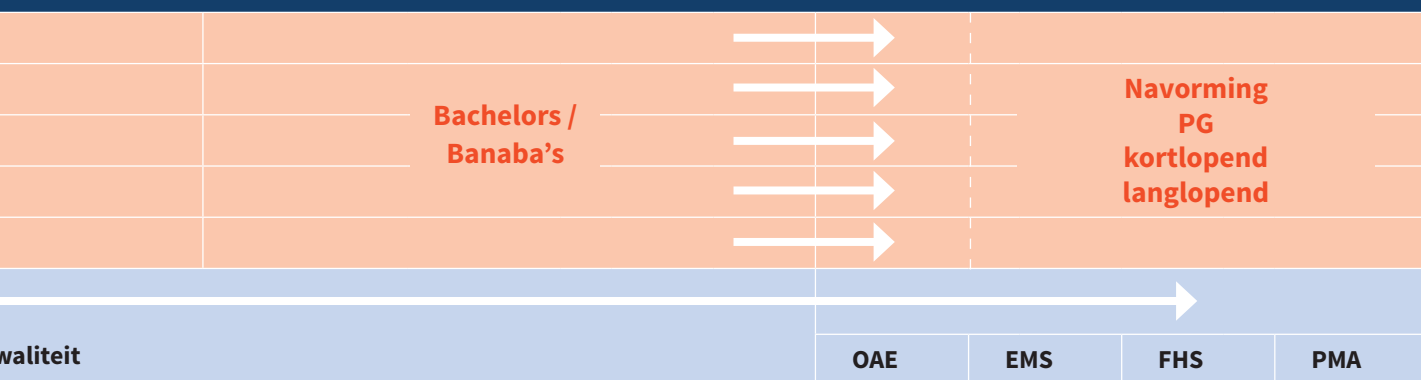 Bachelors /
Banaba’s
Navorming
PG
kortlopend
langlopend
waliteit
OAE
EMS
FHS
PMA